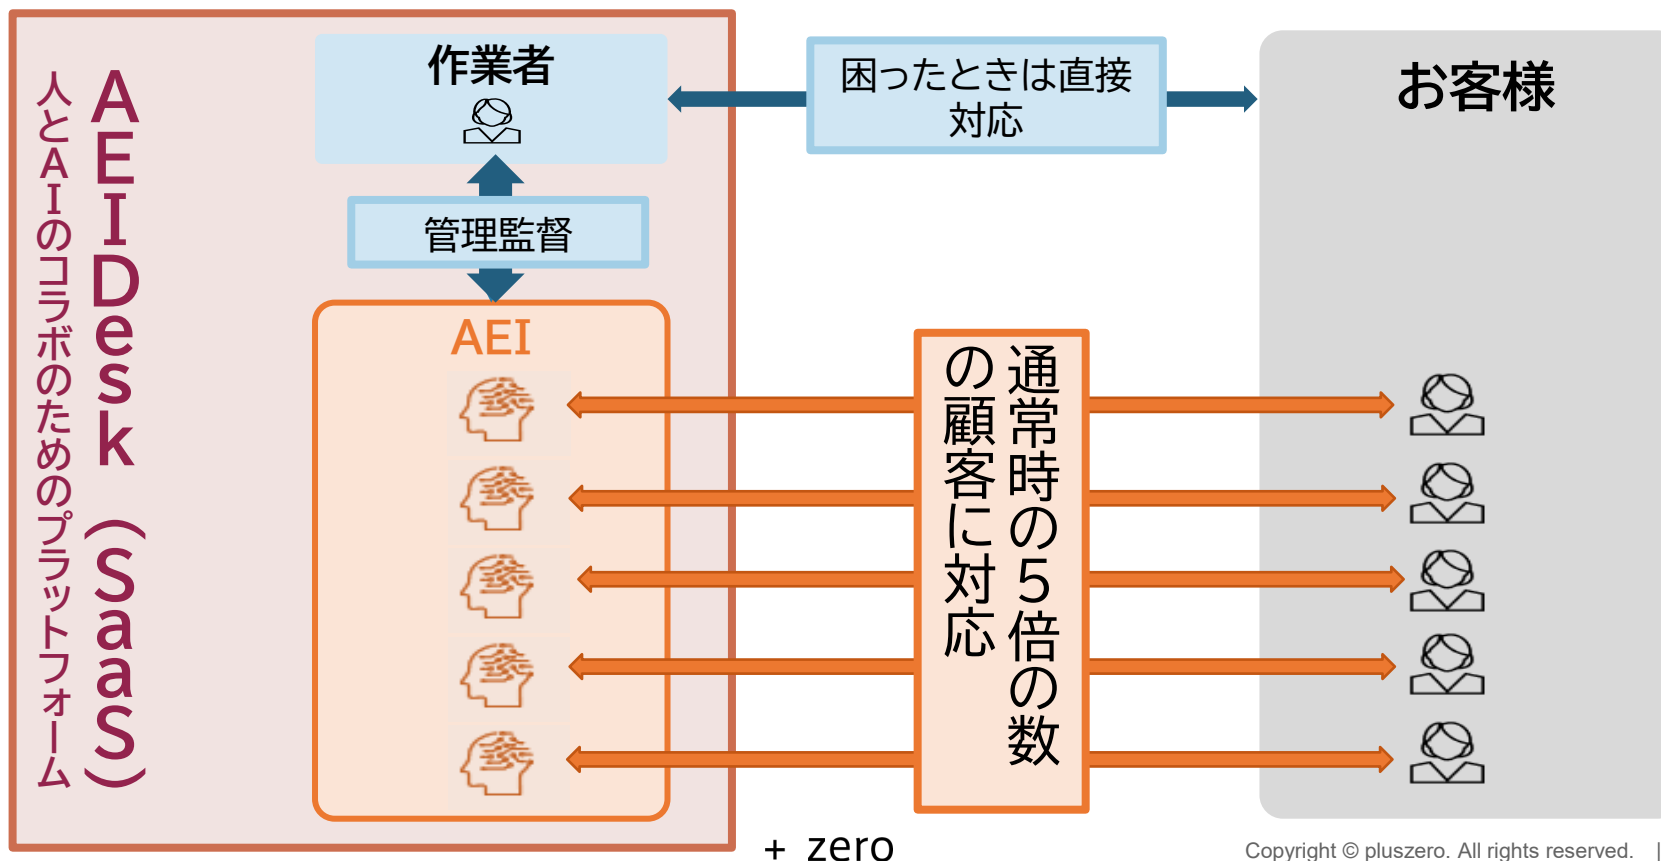 AEIDesk（SaaS）
人とAIのコラボのためのプラットフォーム
作業者
管理監督
AEI
困ったときは直接
対応
通常時の５倍の数
の顧客に対応
お客様
+ zero
Copyright © pluszero. All rights reserved. |